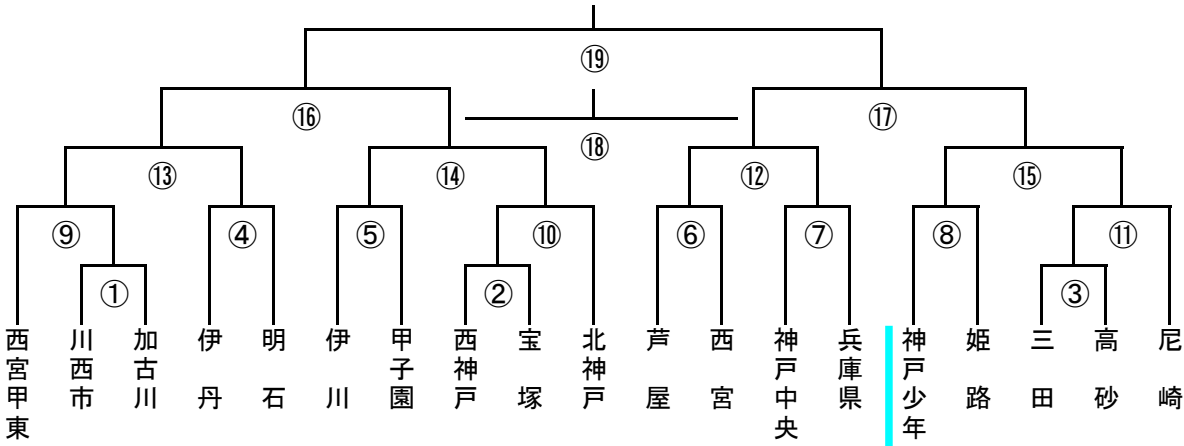 ⑲
⑯
⑰
⑱
⑬
⑭
⑫
⑮
⑨
④
⑤
⑩
⑥
⑦
⑧
⑪
①
②
③
西宮甲東
川西市
加古川
伊丹
明石
伊川
甲子園
西神戸
宝塚
北神戸
芦屋
西宮
神戸中央
兵庫県
神戸少年
姫路
三田
高砂
尼崎